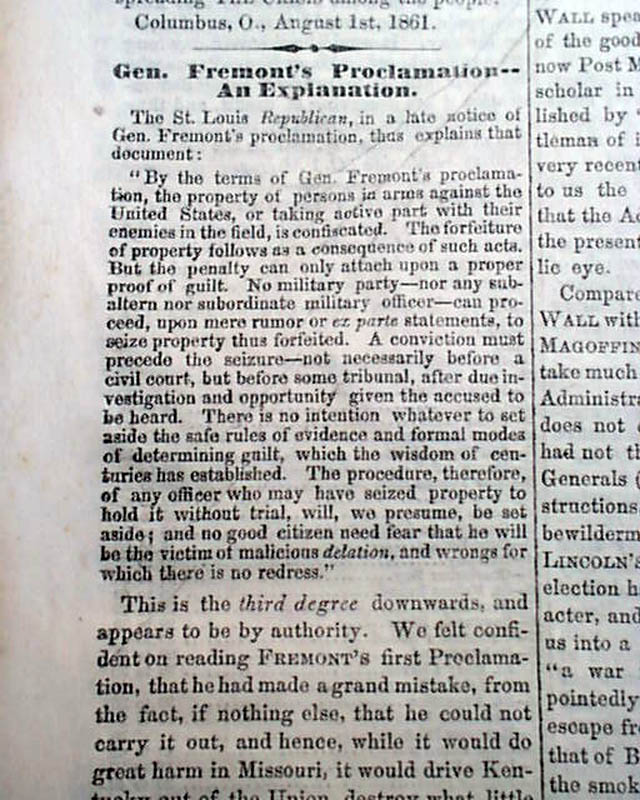 spreading THE CRISIS among the people.
Columbus, O., August 1st, 1861.
Gen. Fremont's Proclamation--
An Explanation.
The St. Louis Republican, in a late notice of
Gen. Fremont's proclamation, thus explains that
document:
"By the terms of Gen. Fremont's proclama-
tion, the property of persons in arms against the
United States, or taking active part with their
enemies in the field, is confiscated. The forfeiture
of property follows as a consequence of such acts.
But the penalty can only attach upon a proper
proof of guilt. No military party—nor any sub-
altern nor subordinate military officer—can pro-
ceed, upon mere rumor or ex parte statements, to
seize property thus forfeited. A conviction must
precede the seizure—not necessarily before a
civil court, but before some tribunal, after due in-
vestigation and opportunity given the accused to
be heard. There is no intention whatever to set
aside the safe rules of evidence and formal modes
of determining guilt, which the wisdom of cen-
turies has established. The procedure, therefore,
of any officer who may have seized property to
hold it without trial, will, we presume, be set
aside; and no good citizen need fear that he will
be the victim of malicious delation, and wrongs for
which there is no redress."
This is the third degree downwards, and
appears to be by authority. We felt confi-
dent on reading FREMONT'S first Proclama-
tion, that he had made a grand mistake, from
the fact, if nothing else, that he could not
carry it out, and hence, while it would do
great harm in Missouri, it would drive Ken-
tucky out of the Union, destroy what little
WALL
of the good
now Post M
scholar in
lished by
tleman of
very recent
to us the
that the
the present
lic eye.
Compare
WALL with
MAGOFFIN
take much
Administra
does not
had not
Generals (
structions
bewilderm
LINCOLN'S
election
acter, and
us into a
"a war
pointedly
escape
that of B
the smok